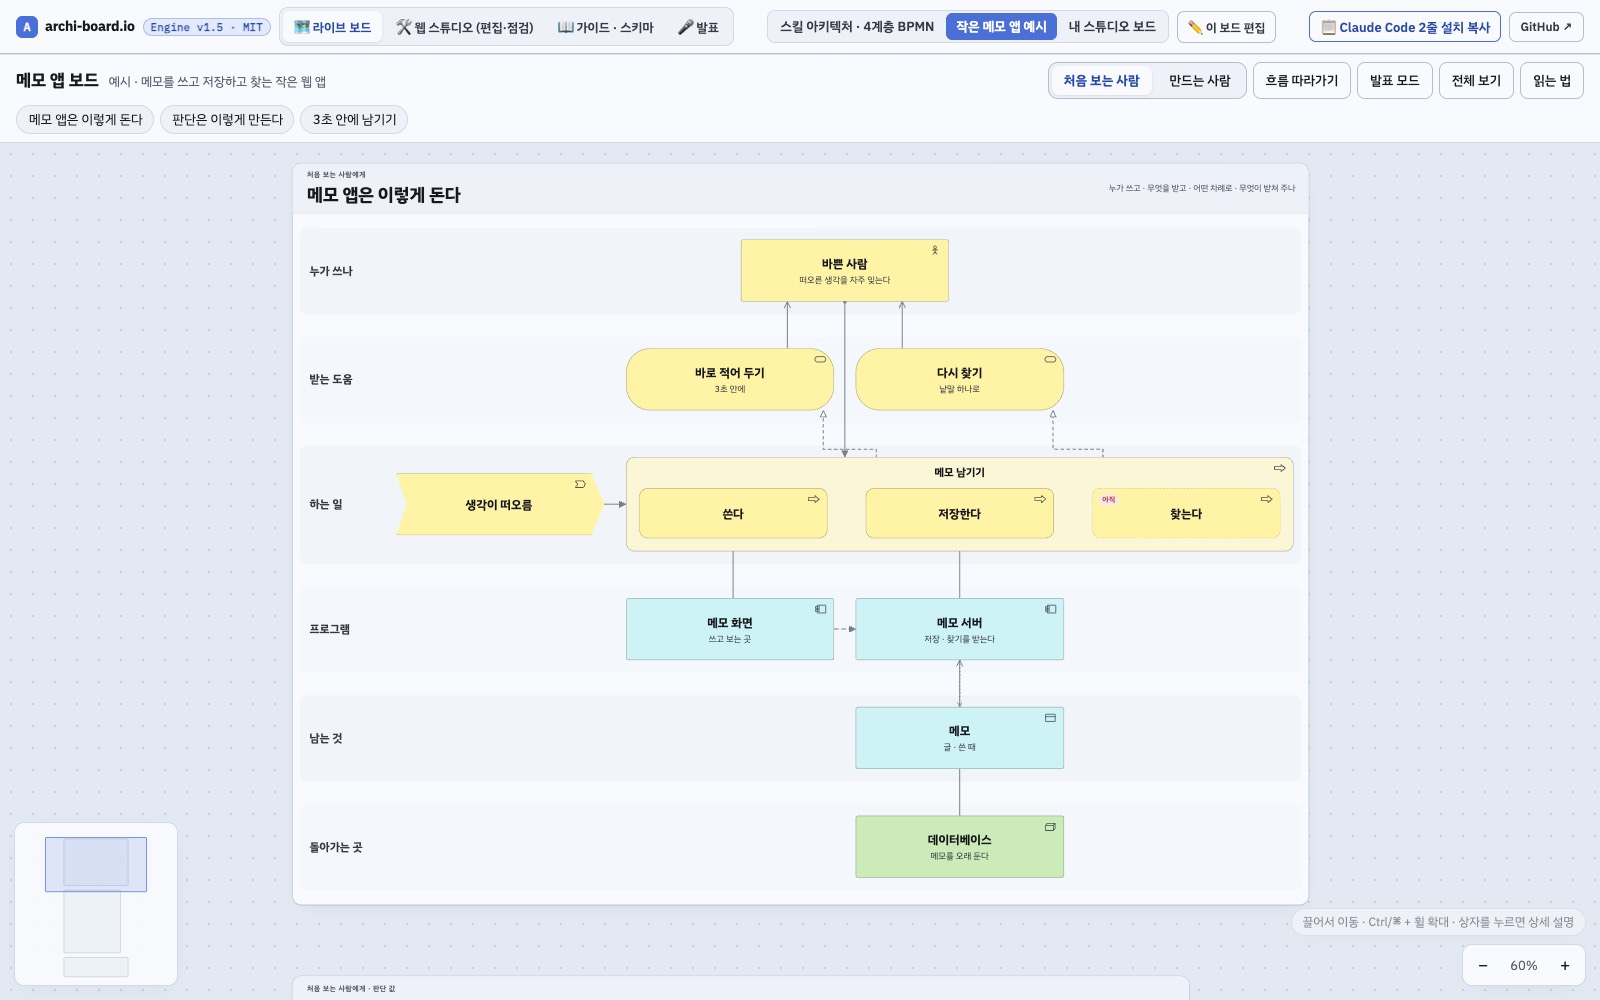 A archi-board.io Engine v1.5 · MIT 🗺️ 라이브 보드 🛠️ 웹 스튜디오 (편집·점검) 📖 가이드 · 스키마 🎤 발표 스킬 아키텍처 · 4계층 BPMN 작은 메모 앱 예시 내 스튜디오 보드 ✏️ 이 보드 편집 📋 Claude Code 2줄 설치 복사 GitHub ↗
메모 앱 보드 예시 · 메모를 쓰고 저장하고 찾는 작은 웹 앱 처음 보는 사람 만드는 사람 흐름 따라가기 발표 모드 전체 보기 읽는 법
메모 앱은 이렇게 돈다 판단은 이렇게 만든다 3초 안에 남기기
처음 보는 사람에게
메모 앱은 이렇게 돈다 누가 쓰고 · 무엇을 받고 · 어떤 차례로 · 무엇이 받쳐 주나
누가 쓰나
바쁜 사람
떠오른 생각을 자주 잊는다
받는 도움
바로 적어 두기
3초 안에
다시 찾기
낱말 하나로
하는 일
생각이 떠오름
메모 남기기
쓴다
저장한다
아직
찾는다
프로그램
메모 화면
쓰고 보는 곳
메모 서버
저장 · 찾기를 받는다
남는 것
메모
글 · 쓴 때
돌아가는 곳
데이터베이스
메모를 오래 둔다
끌어서 이동 · Ctrl/⌘ + 휠 확대 · 상자를 누르면 상세 설명
− 60% +
처음 보는 사람에게 · 판단 값